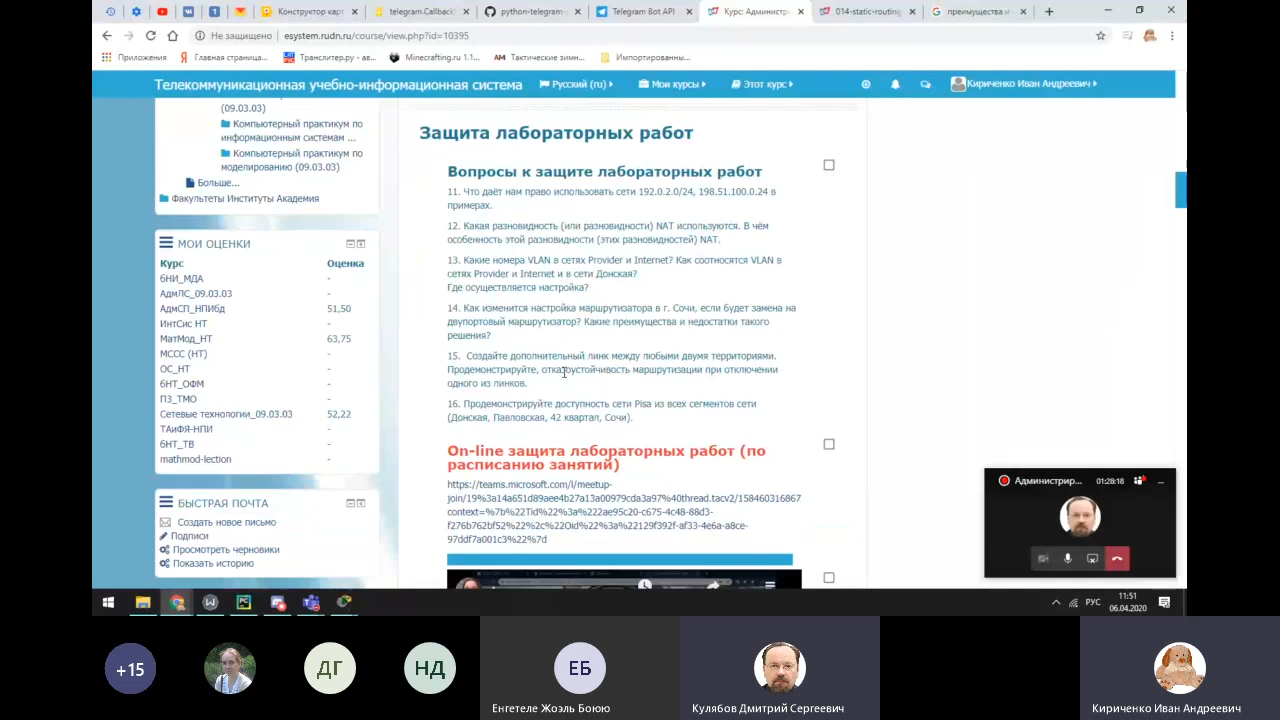 Конструктор карт
telegram.Callback
python-telegram-
Telegram Bot API
Курс: Администр
014-static-routing
преимущества и
Не защищено
esystem.rudn.ru/course/view.php?id=10395
Приложения
Главная страница...
Транслитер.ру - ав...
Minecrafting.ru 1.1...
Тактические зимни...
Импортированны...
Телекоммуникационная учебно-информационная система
Русский (ru)
Мои курсы
Этот курс
Кириченко Иван Андреевич
(09.03.03)
Компьютерный практикум по
информационным системам ...
Компьютерный практикум по
моделированию (09.03.03)
Больше...
Факультеты Институты Академия
МОИ ОЦЕНКИ
Курс Оценка
бНИ_МДА -
АдмЛС_09.03.03 -
АдмСП_НПИбд 51,50
ИнтСис НТ -
МатМод_НТ 63,75
МССС (НТ) -
ОС_НТ -
бНТ_ОФМ -
ПЗ_ТМО -
Сетевые технологии_09.03.03 52,22
ТАиФЯ-НПИ -
бНТ_ТВ -
mathmod-lection -
БЫСТРАЯ ПОЧТА
Создать новое письмо
Подписи
Просмотреть черновики
Показать историю
Защита лабораторных работ
Вопросы к защите лабораторных работ
11. Что даёт нам право использовать сети 192.0.2.0/24, 198.51.100.0.24 в
примерах.
12. Какая разновидность (или разновидности) NAT используются. В чём
особенность этой разновидности (этих разновидностей) NAT.
13. Какие номера VLAN в сетях Provider и Internet? Как соотносятся VLAN в
сетях Provider и Internet и в сети Донская?
Где осуществляется настройка?
14. Как изменится настройка маршрутизатора в г. Сочи, если будет замена на
двупортовый маршрутизатор? Какие преимущества и недостатки такого
решения?
15. Создайте дополнительный линк между любыми двумя территориями.
Продемонстрируйте, отказоустойчивость маршрутизации при отключении
одного из линков.
16. Продемонстрируйте доступность сети Pisa из всех сегментов сети
(Донская, Павловская, 42 квартал, Сочи).
On-line защита лабораторных работ (по
расписанию занятий)
https://teams.microsoft.com/l/meetup-
join/19%3a14a651d89aee4b27a13a00979cda3a97%40thread.tacv2/158460316867
context=%7b%22Tid%22%3a%222ae95c20-c675-4c48-88d3-
f276b762bf52%22%2c%22Oid%22%3a%22129f392f-af33-4e6a-a8ce-
97ddf7a001c3%22%7d
Администрир...
01:28:18
РУС
11:51
06.04.2020
+15
ДГ
НД
ЕБ
Енгетеле Жоэль Боюю
Кулябов Дмитрий Сергеевич
Кириченко Иван Андреевич